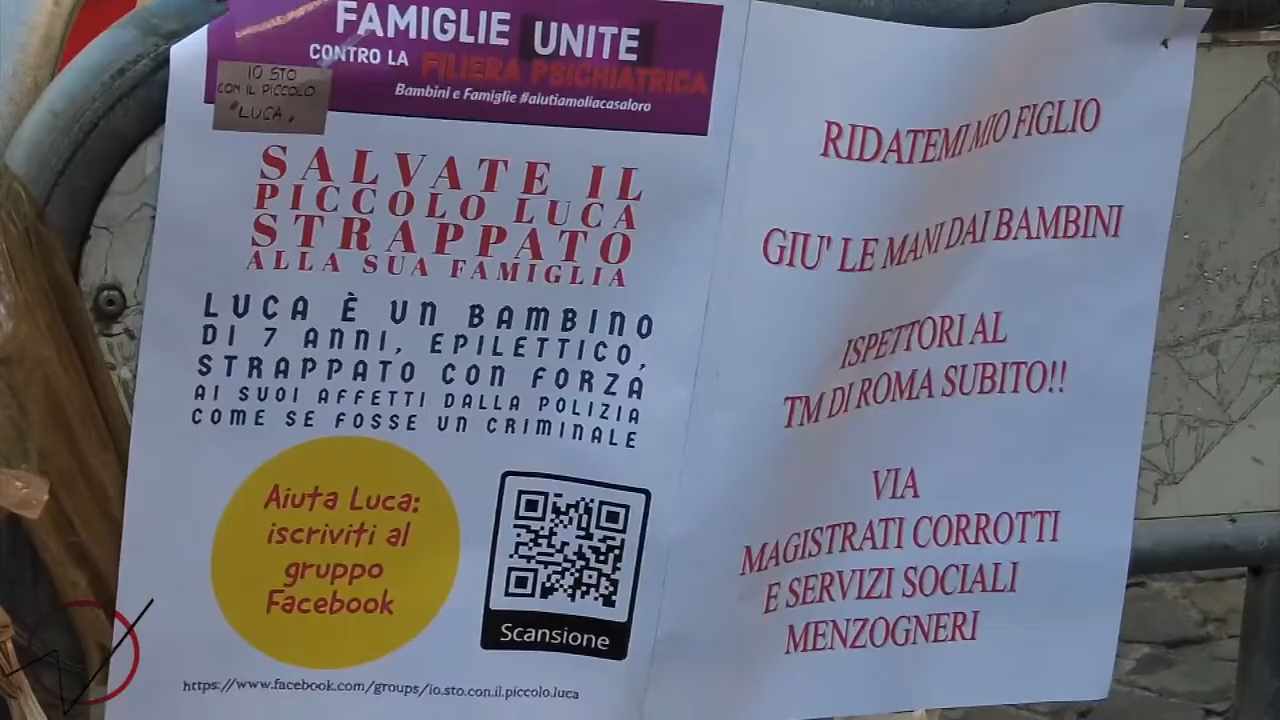 FAMIGLIE UNITE
CONTRO LA FILIERA PSICHIATRICA
Bambini e Famiglie #aiutiamoliacasaloro
IO STO
CON IL PICCOLO
"LUCA"
SALVATE IL
PICCOLO LUCA
STRAPPATO
ALLA SUA FAMIGLIA
LUCA È UN BAMBINO
DI 7 ANNI, EPILETTICO,
STRAPPATO CON FORZA
AI SUOI AFFETTI DALLA POLIZIA
COME SE FOSSE UN CRIMINALE
Aiuta Luca:
iscriviti al
gruppo
Facebook
Scansione
https://www.facebook.com/groups/io.sto.con.il.piccolo.luca
RIDATEMI MIO FIGLIO
GIU' LE MANI DAI BAMBINI
ISPETTORI AL
TM DI ROMA SUBITO!!
VIA
MAGISTRATI CORROTTI
E SERVIZI SOCIALI
MENZOGNERI